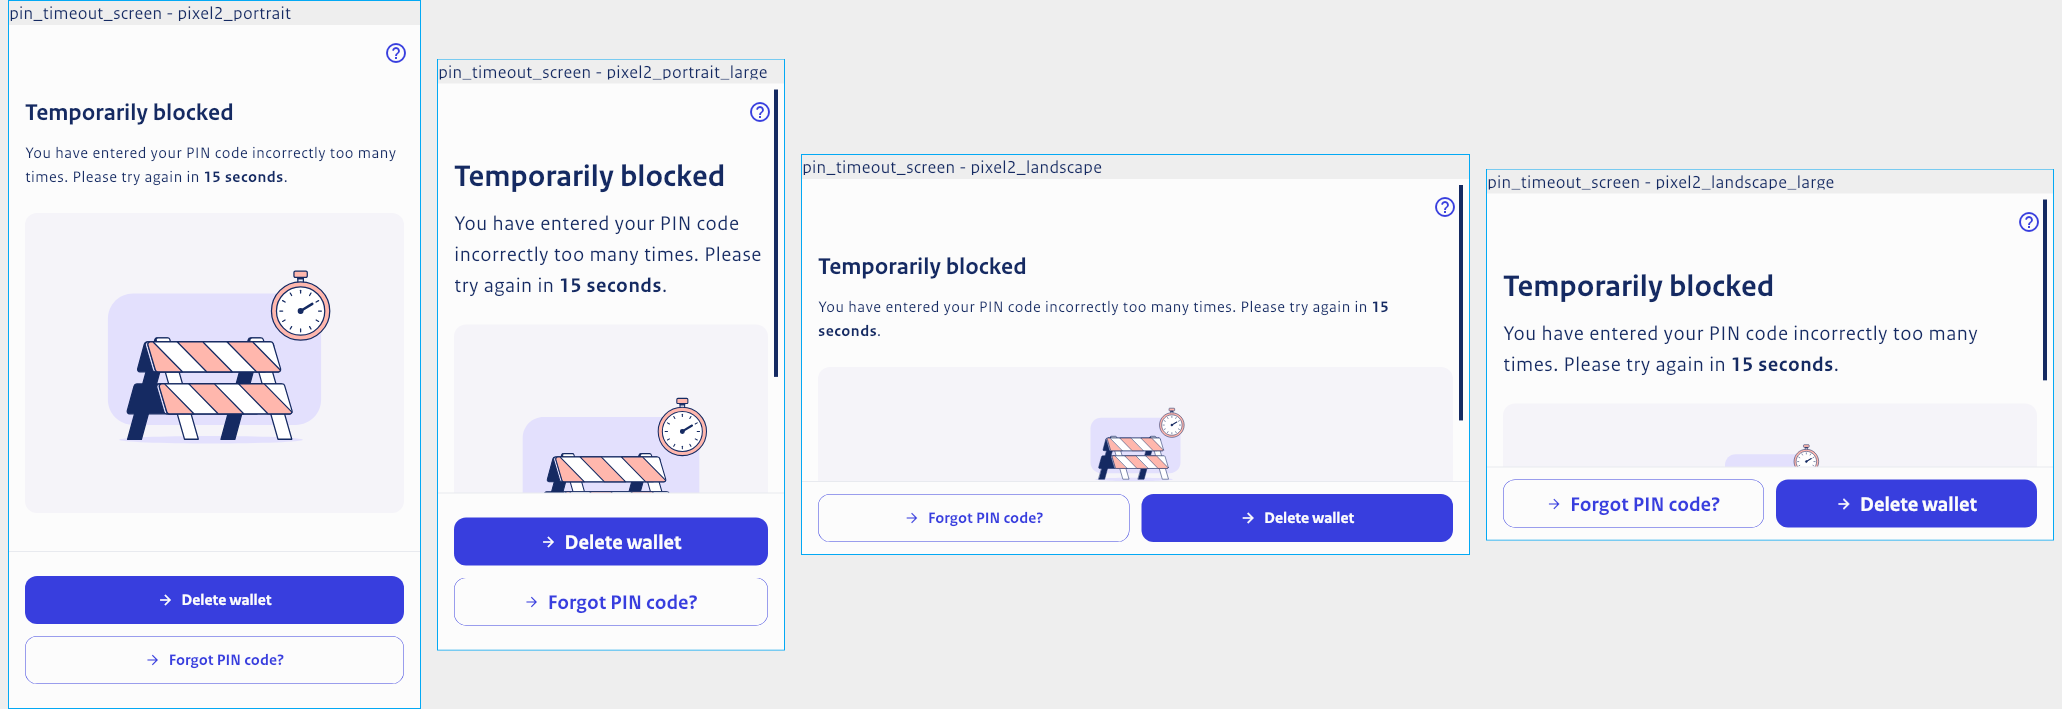 pin_timeout_screen - pixel2_portrait
Temporarily blocked
You have entered your PIN code incorrectly too many
times. Please try again in 15 seconds.
Delete wallet
Forgot PIN code?
pin_timeout_screen - pixel2_portrait_large
Temporarily blocked
You have entered your PIN code
incorrectly too many times. Please
try again in 15 seconds.
Delete wallet
Forgot PIN code?
pin_timeout_screen - pixel2_landscape
Temporarily blocked
You have entered your PIN code incorrectly too many times. Please try again in 15
seconds.
Forgot PIN code?
Delete wallet
pin_timeout_screen - pixel2_landscape_large
Temporarily blocked
You have entered your PIN code incorrectly too many
times. Please try again in 15 seconds.
Forgot PIN code?
Delete wallet